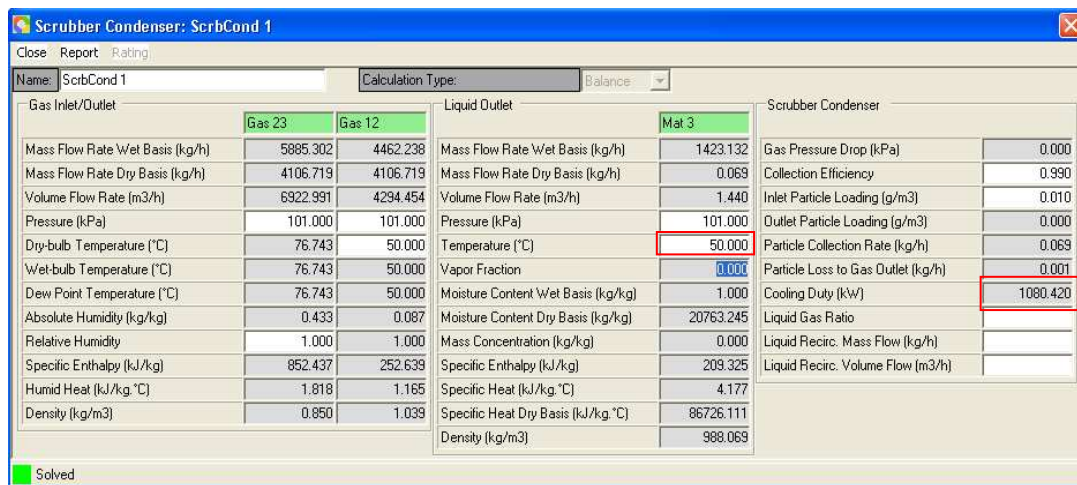 Scrubber Condenser: ScrbCond 1
Close Report Rating
Name: ScrbCond 1 Calculation Type: Balance
Gas Inlet/Outlet Liquid Outlet Scrubber Condenser
Gas 23 Gas 12 Mat 3
Mass Flow Rate Wet Basis (kg/h) 5885.302 4462.238 Mass Flow Rate Wet Basis (kg/h) 1423.132 Gas Pressure Drop (kPa) 0.000
Mass Flow Rate Dry Basis (kg/h) 4106.719 4106.719 Mass Flow Rate Dry Basis (kg/h) 0.069 Collection Efficiency 0.990
Volume Flow Rate (m3/h) 6922.991 4294.454 Volume Flow Rate (m3/h) 1.440 Inlet Particle Loading (g/m3) 0.010
Pressure (kPa) 101.000 101.000 Pressure (kPa) 101.000 Outlet Particle Loading (g/m3) 0.000
Dry-bulb Temperature (°C) 76.743 50.000 Temperature (°C) 50.000 Particle Collection Rate (kg/h) 0.069
Wet-bulb Temperature (°C) 76.743 50.000 Vapor Fraction 0.000 Particle Loss to Gas Outlet (kg/h) 0.001
Dew Point Temperature (°C) 76.743 50.000 Moisture Content Wet Basis (kg/kg) 1.000 Cooling Duty (kW) 1080.420
Absolute Humidity (kg/kg) 0.433 0.087 Moisture Content Dry Basis (kg/kg) 20763.245 Liquid Gas Ratio
Relative Humidity 1.000 1.000 Mass Concentration (kg/kg) 0.000 Liquid Recirc. Mass Flow (kg/h)
Specific Enthalpy (kJ/kg) 852.437 252.639 Specific Enthalpy (kJ/kg) 209.325 Liquid Recirc. Volume Flow (m3/h)
Humid Heat (kJ/kg.°C) 1.818 1.165 Specific Heat (kJ/kg.°C) 4.177
Density (kg/m3) 0.850 1.039 Specific Heat Dry Basis (kJ/kg.°C) 86726.111
Density (kg/m3) 988.069
Solved